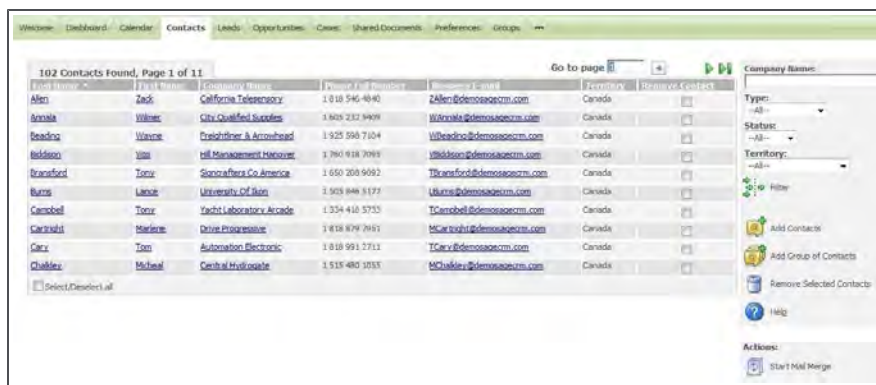 Welcome Dashboard Calendar Contacts Leads Opportunities Cases Shared Documents Preferences Groups •••
102 Contacts Found, Page 1 of 11 Go to page
Last Name First Name Company Name Phone Full Number Business E-mail Territory Remove Contact
Allen Zack California Telesensory 1 818 546 4840 ZAllen@demosagecrm.com Canada
Annala Wilmer City Qualified Supplies 1 605 232 9409 WAnnala@demosagecrm.com Canada
Beading Wayne Freightliner & Arrowhead 1 925 598 7104 WBeading@demosagecrm.com Canada
Biddison Hill Management Hanover 1 760 918 7093 Canada
Bransford Tony Signcrafters Co America 1 650 208 9092 TBransford@demosagecrm.com Canada
Burns Lance University Of Ikon 1 503 846 5177 LBurns@demosagecrm.com Canada
Campbell Tony Yacht Laboratory Arcade 1 334 410 5733 TCampbell@demosagecrm.com Canada
Cartright Marlene Drive Progressive 1 818 879 7951 MCartright@demosagecrm.com Canada
Cary Tom Automation Electronic 1 818 991 2711 TCary@demosagecrm.com Canada
Chalkley Micheal Central Hydrogate 1 515 480 1055 MChalkley@demosagecrm.com Canada
Select/Deselect all
Company Name:
Type:
--All--
Status:
--All--
Territory:
--All--
Filter
Add Contacts
Add Group of Contacts
Remove Selected Contacts
Help
Actions:
Start Mail Merge